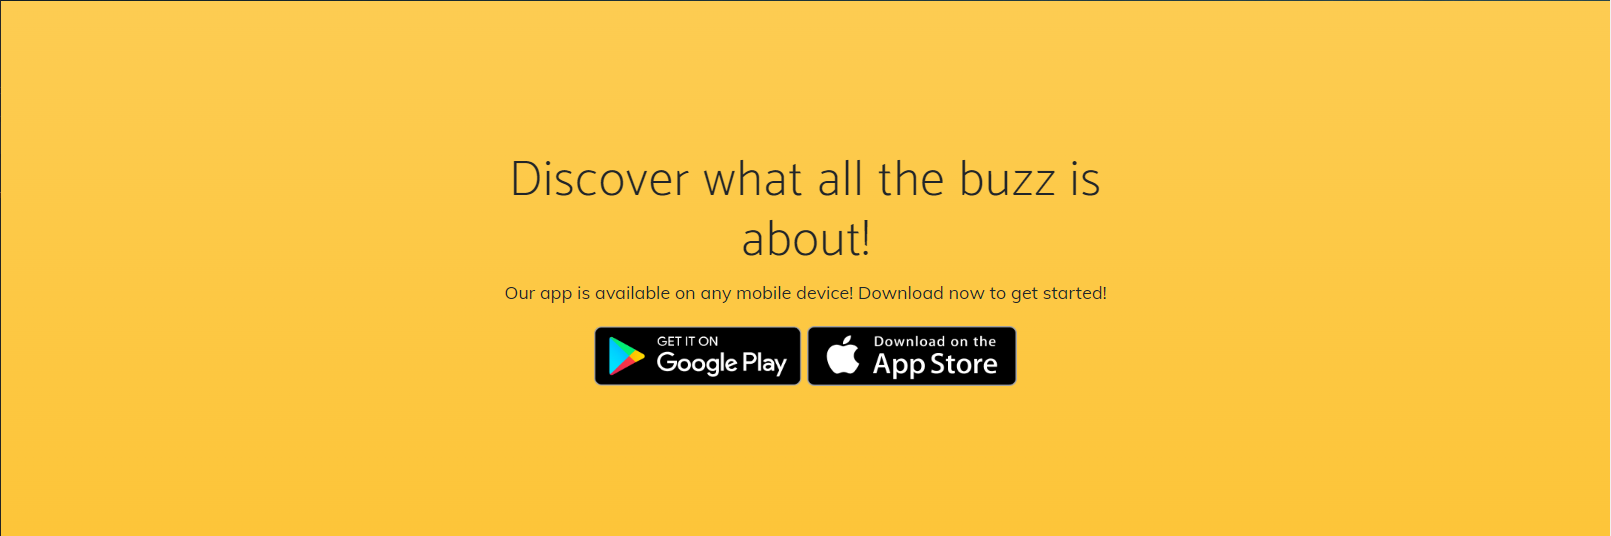 Discover what all the buzz is
about!
Our app is available on any mobile device! Download now to get started!
GET IT ON
Google Play
Download on the
App Store